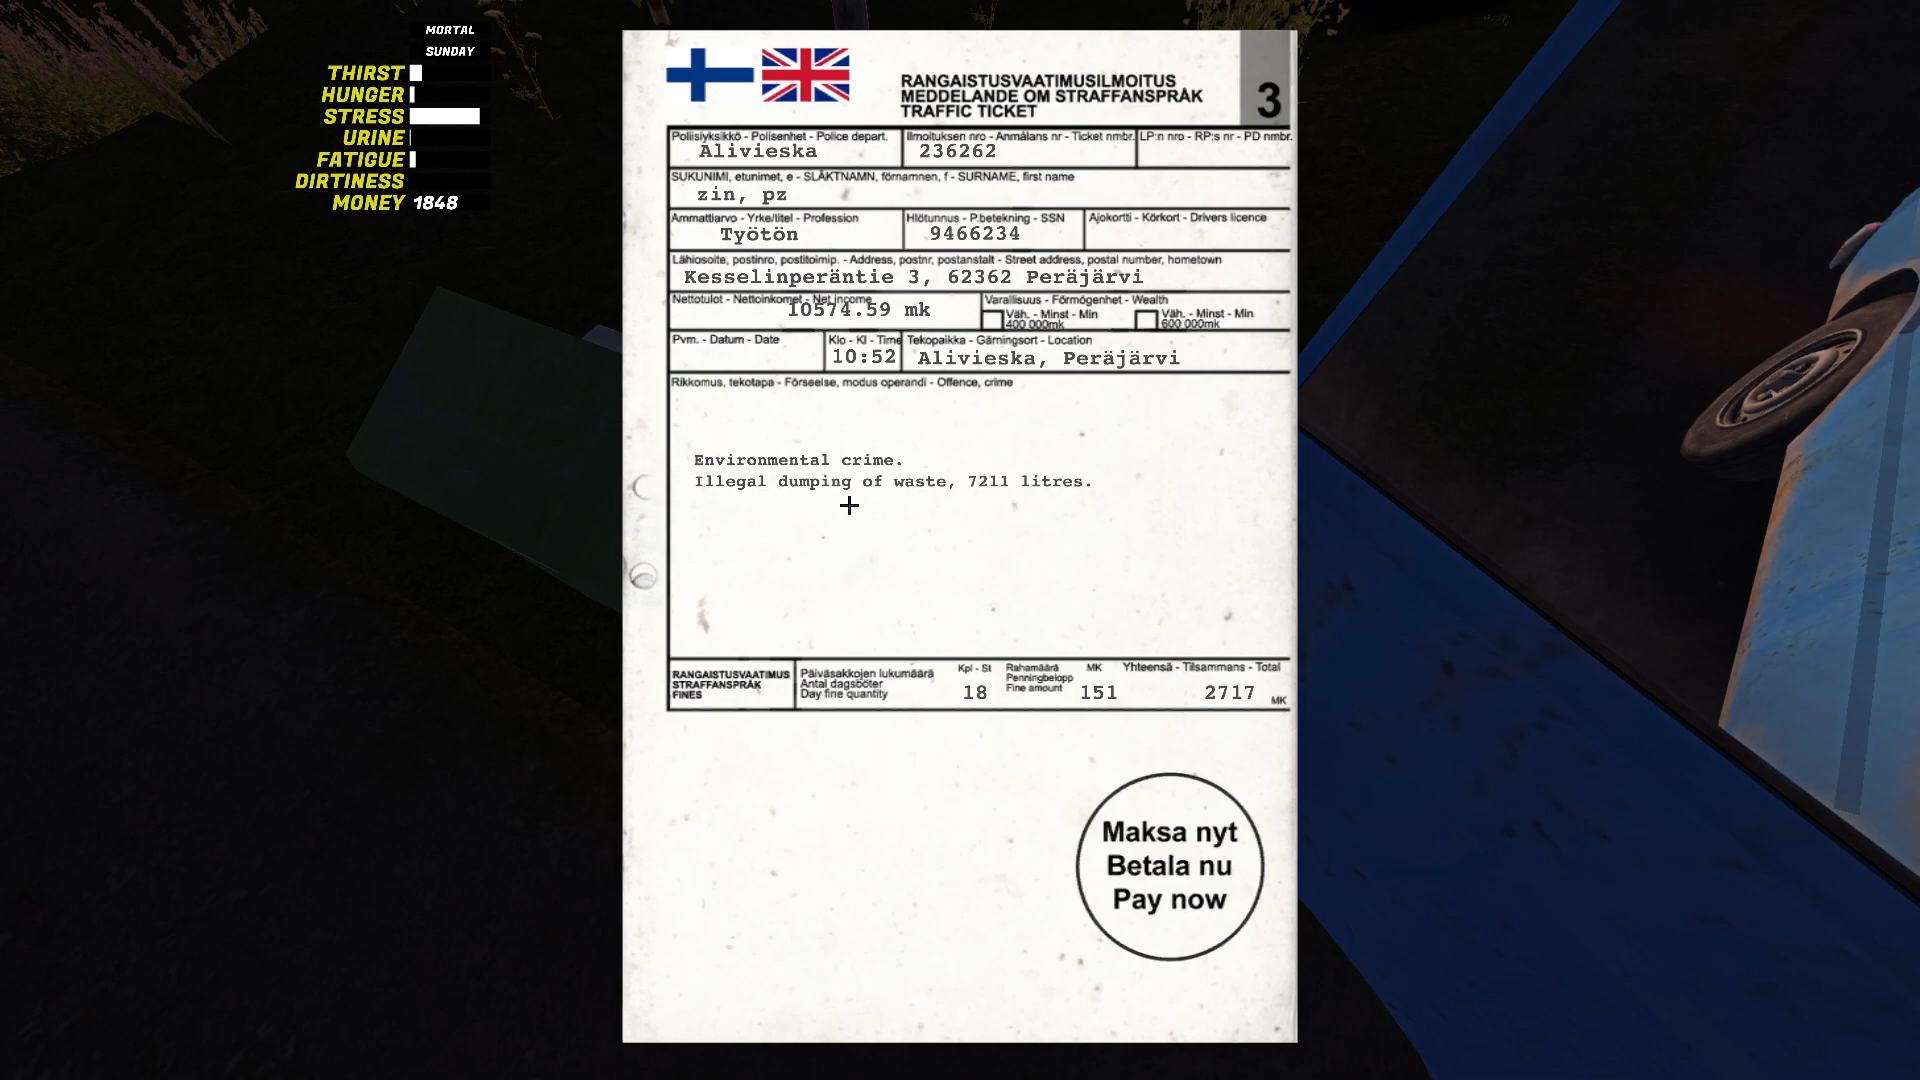 MORTAL
SUNDAY
THIRST
HUNGER
STRESS
URINE
FATIGUE
DIRTINESS
MONEY 1848
RANGAISTUSVAATIMUSILMOITUS
MEDDELANDE OM STRAFFANSPRÅK
TRAFFIC TICKET
3
Poliisiyksikkö - Polisenhet - Police depart.
Alivieska
Ilmoituksen nro - Anmälans nr - Ticket nmbr.
236262
LP:n nro - RP:s nr - PD nmbr.
SUKUNIMI, etunimet, e - SLÄKTNAMN, förnamnen, f - SURNAME, first name
zin, pz
Ammattiarvo - Yrke/titel - Profession
Työtön
Hlötunnus - P.betekning - SSN
9466234
Ajokortti - Körkort - Drivers licence
Lähiosoite, postinro, postitoimip. - Address, postnr, postanstalt - Street address, postal number, hometown
Kesselinperäntie 3, 62362 Peräjärvi
Nettotulot - Nettoinkomet - Net income
10574.59 mk
Varallisuus - Förmögenhet - Wealth
Väh. - Minst - Min
400 000mk
Väh. - Minst - Min
600 000mk
Pvm. - Datum - Date
Klo - Kl - Time
10:52
Tekopaikka - Gärningsort - Location
Alivieska, Peräjärvi
Rikkomus, tekotapa - Förseelse, modus operandi - Offence, crime
Environmental crime.
Illegal dumping of waste, 7211 litres.
RANGAISTUSVAATIMUS
STRAFFANSPRÅK
FINES
Päiväsakkojen lukumäärä
Antal dagsböter
Day fine quantity
Kpl - St
18
Rahamäärä
Penningbelopp
Fine amount
MK
151
Yhteensä - Tilsammans - Total
2717
MK
Maksa nyt
Betala nu
Pay now